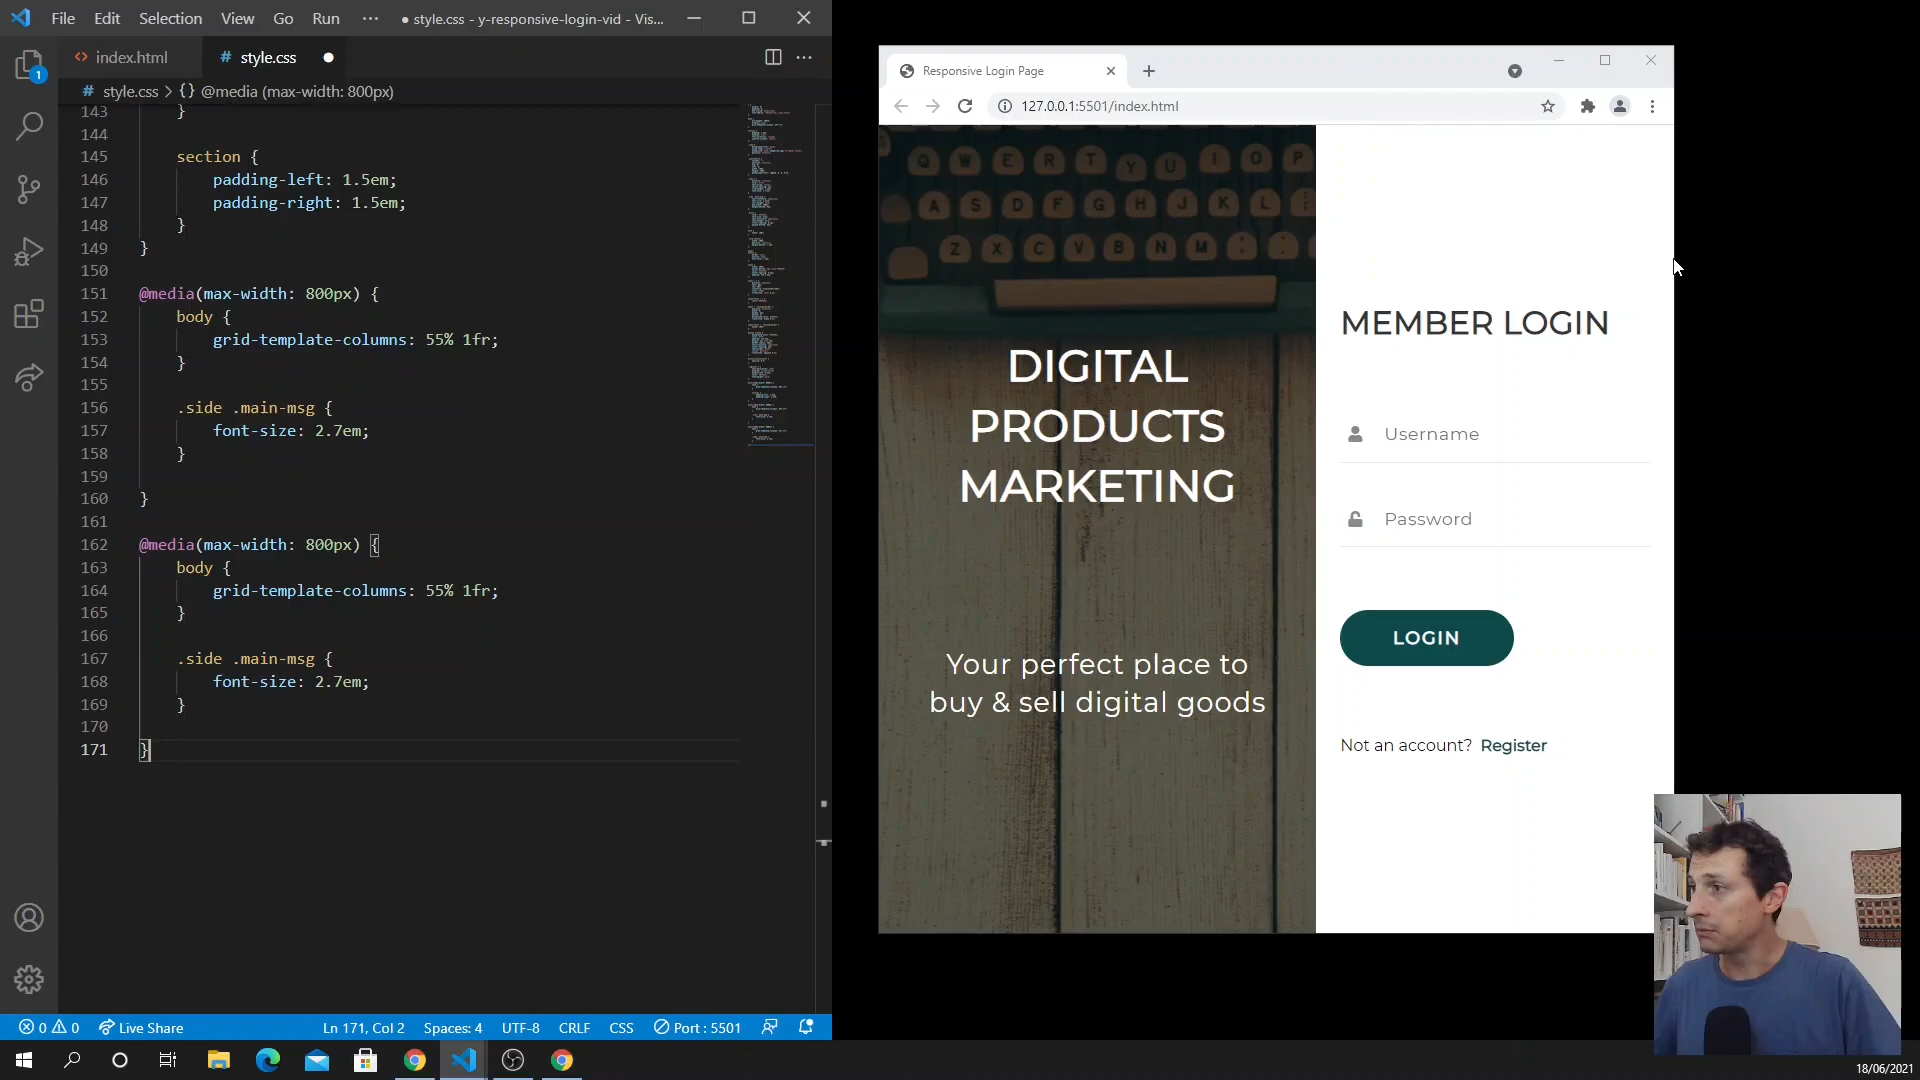 File Edit Selection View Go Run ··· ● style.css - y-responsive-login-vid - Vis...
index.html
# style.css
# style.css > {} @media (max-width: 800px)
143 }
144
145 section {
146 padding-left: 1.5em;
147 padding-right: 1.5em;
148 }
149 }
150
151 @media(max-width: 800px) {
152 body {
153 grid-template-columns: 55% 1fr;
154 }
155
156 .side .main-msg {
157 font-size: 2.7em;
158 }
159
160 }
161
162 @media(max-width: 800px) {
163 body {
164 grid-template-columns: 55% 1fr;
165 }
166
167 .side .main-msg {
168 font-size: 2.7em;
169 }
170
171 }
1
0 0 Live Share Ln 171, Col 2 Spaces: 4 UTF-8 CRLF CSS Port : 5501
Responsive Login Page
127.0.0.1:5501/index.html
Q W E R T Y U I O P
A S D F G H J K L
Z X C V B N M
DIGITAL
PRODUCTS
MARKETING
Your perfect place to
buy & sell digital goods
MEMBER LOGIN
Username
Password
LOGIN
Not an account? Register
18/06/2021